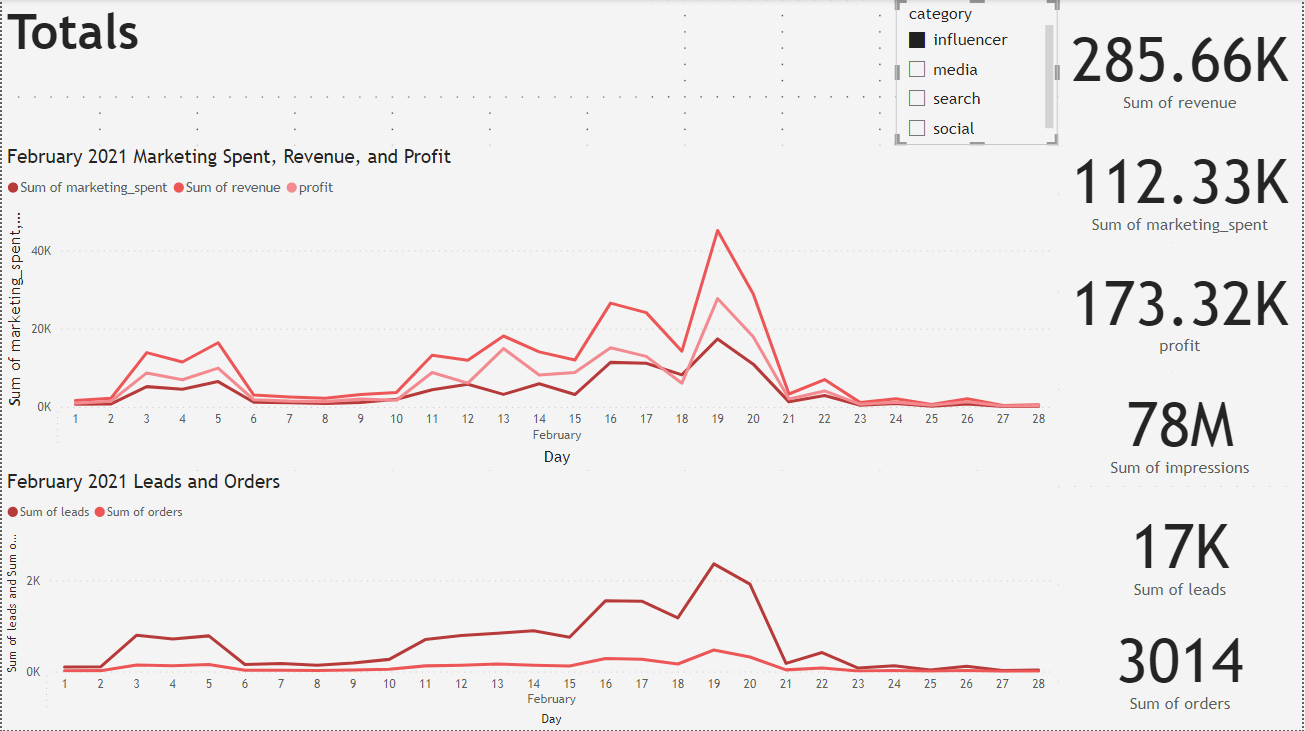 Totals
category
influencer
media
search
social
285.66K
Sum of revenue
112.33K
Sum of marketing_spent
173.32K
profit
78M
Sum of impressions
17K
Sum of leads
3014
Sum of orders
February 2021 Marketing Spent, Revenue, and Profit
Sum of marketing_spent Sum of revenue profit
Sum of marketing_spent,...
40K
20K
0K
1 2 3 4 5 6 7 8 9 10 11 12 13 14 15 16 17 18 19 20 21 22 23 24 25 26 27 28
February
Day
February 2021 Leads and Orders
Sum of leads Sum of orders
Sum of leads and Sum o...
2K
0K
1 2 3 4 5 6 7 8 9 10 11 12 13 14 15 16 17 18 19 20 21 22 23 24 25 26 27 28
February
Day